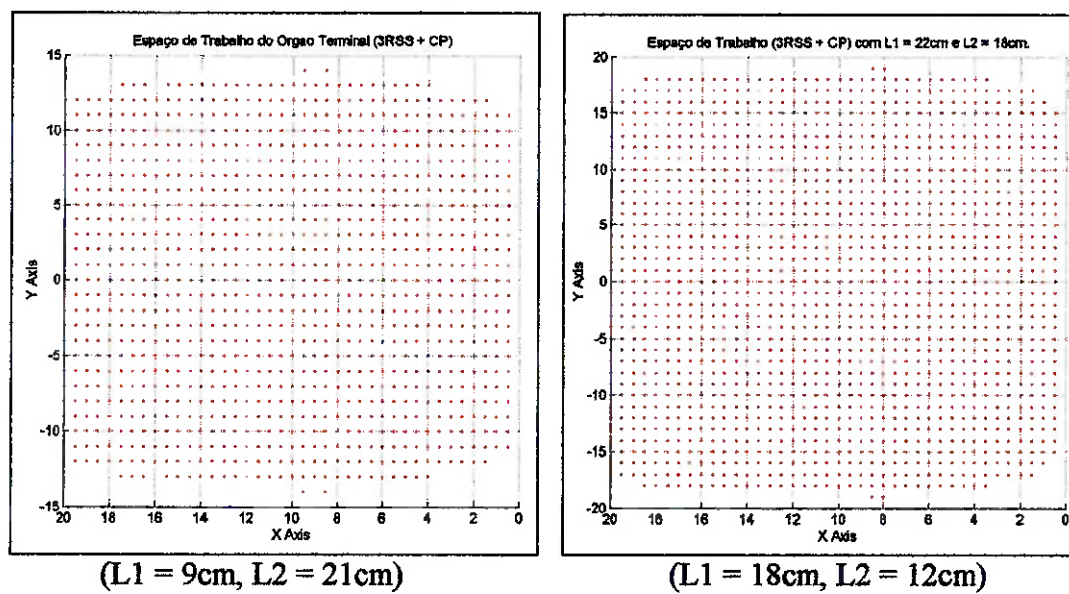 Espaço de Trabalho do Orgao Terminal (3RSS + CP)
15
10
5
0
-5
-10
-15
Y Axis
20 18 16 14 12 10 8 6 4 2 0
X Axis
(L1 = 9cm, L2 = 21cm)
Espaço de Trabalho (3RSS + CP) com L1 = 22cm e L2 = 18cm.
20
15
10
5
0
-5
-10
-15
-20
Y Axis
20 18 16 14 12 10 8 6 4 2 0
X Axis
(L1 = 18cm, L2 = 12cm)